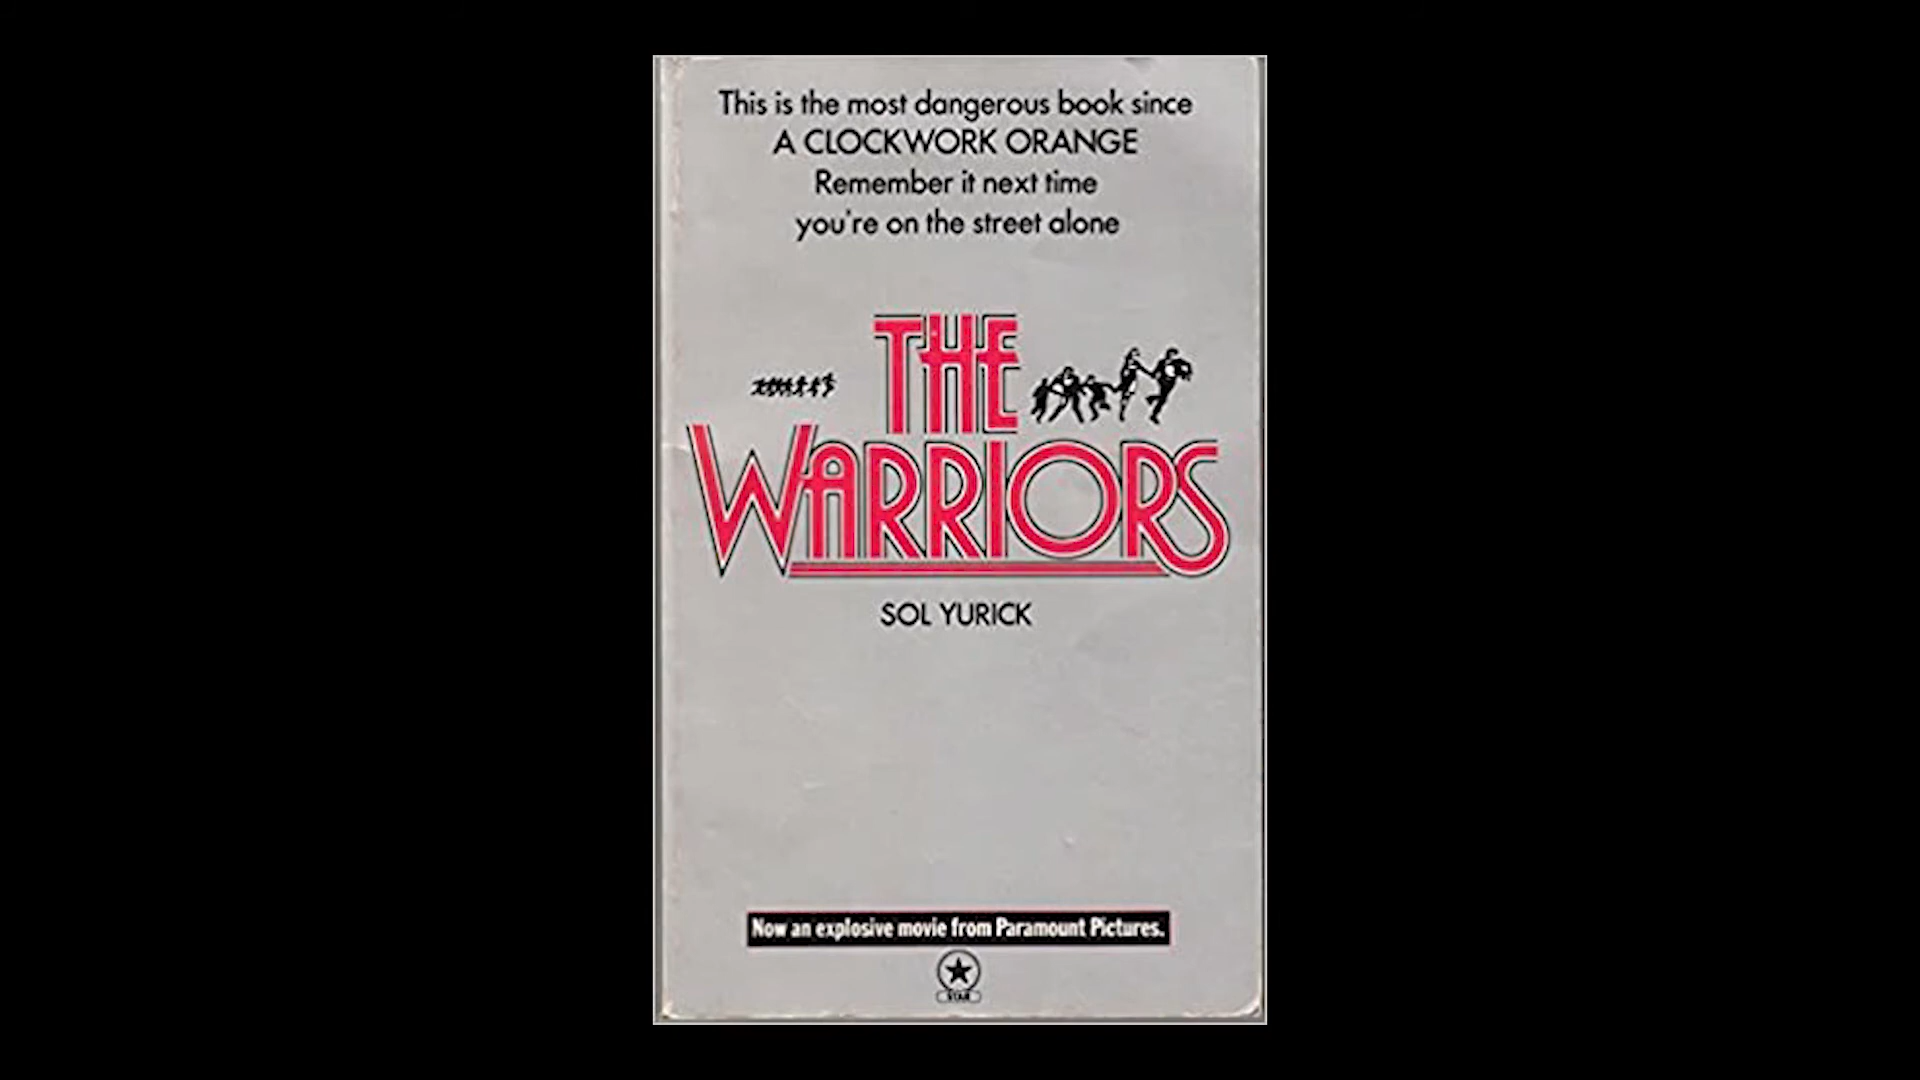 This is the most dangerous book since
A CLOCKWORK ORANGE
Remember it next time
you're on the street alone
THE
WARRIORS
SOL YURICK
Now an explosive movie from Paramount Pictures.
STAR